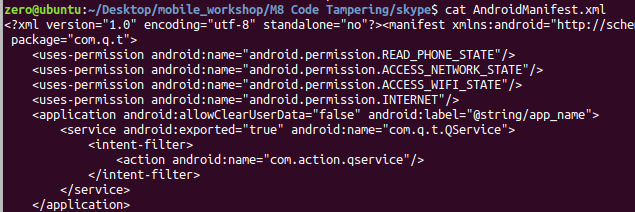 zero@ubuntu:~/Desktop/mobile_workshop/M8 Code Tampering/skype$ cat AndroidManifest.xml
<?xml version="1.0" encoding="utf-8" standalone="no"?><manifest xmlns:android="http://sche
package="com.q.t">
<uses-permission android:name="android.permission.READ_PHONE_STATE"/>
<uses-permission android:name="android.permission.ACCESS_NETWORK_STATE"/>
<uses-permission android:name="android.permission.ACCESS_WIFI_STATE"/>
<uses-permission android:name="android.permission.INTERNET"/>
<application android:allowClearUserData="false" android:label="@string/app_name">
<service android:exported="true" android:name="com.q.t.QService">
<intent-filter>
<action android:name="com.action.qservice"/>
</intent-filter>
</service>
</application>